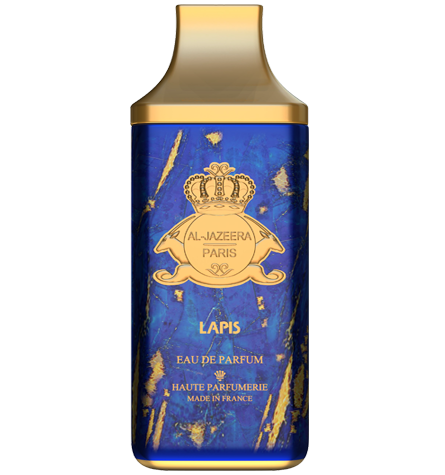 AL-JAZEERA
PARIS
LAPIS
EAU DE PARFUM
HAUTE PARFUMERIE
MADE IN FRANCE